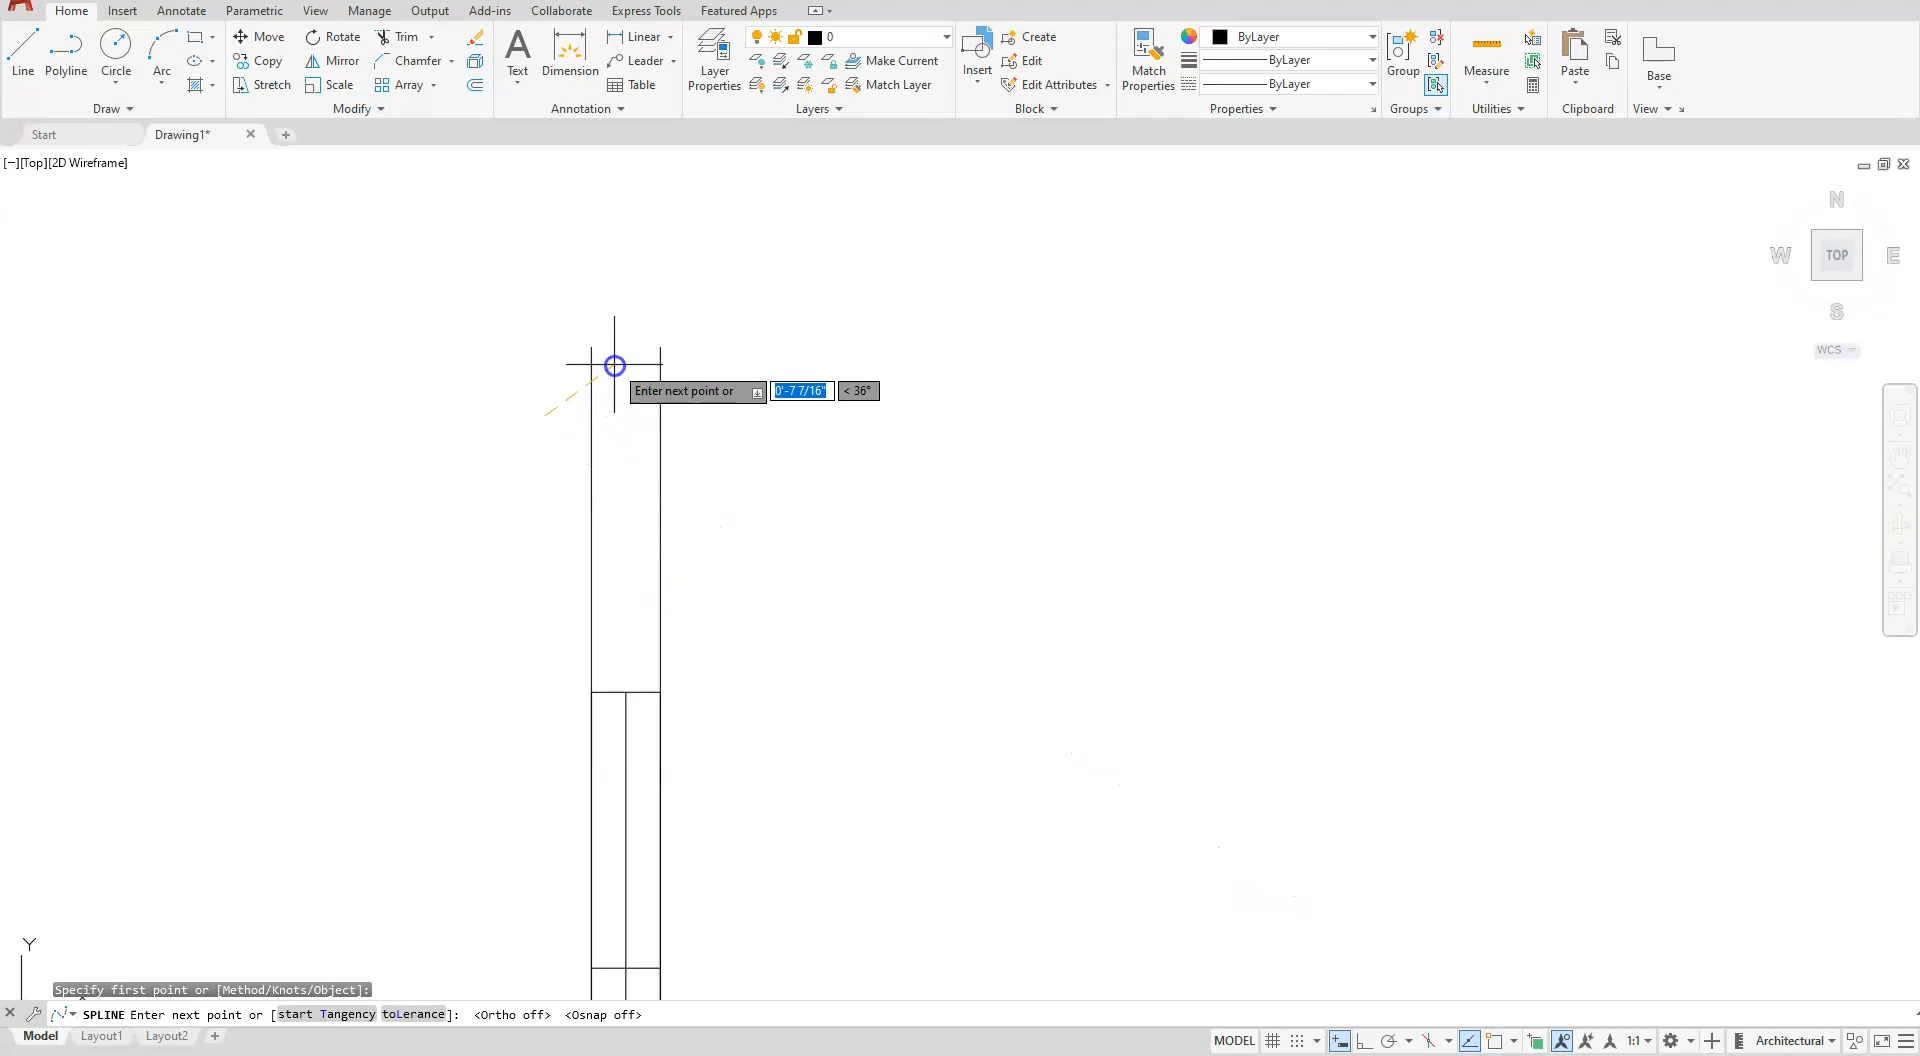 Home Insert Annotate Parametric View Manage Output Add-ins Collaborate Express Tools Featured Apps
Line Polyline Circle Arc
Move Rotate Trim
Copy Mirror Chamfer
Stretch Scale Array
Text Dimension
Linear
Leader
Table
Layer Properties
0
Make Current
Match Layer
Insert
Create
Edit
Edit Attributes
Match Properties
ByLayer
ByLayer
ByLayer
Group
Measure
Paste
Base
Draw Modify Annotation Layers Block Properties Groups Utilities Clipboard View
Start Drawing1*
[−][Top][2D Wireframe]
N
W TOP E
S
WCS
Enter next point or 0'-7 7/16" < 36°
Y
Specify first point or [Method/Knots/Object]:
SPLINE Enter next point or [start Tangency toLerance]: <Ortho off> <Osnap off>
Model Layout1 Layout2
MODEL 1:1 Architectural